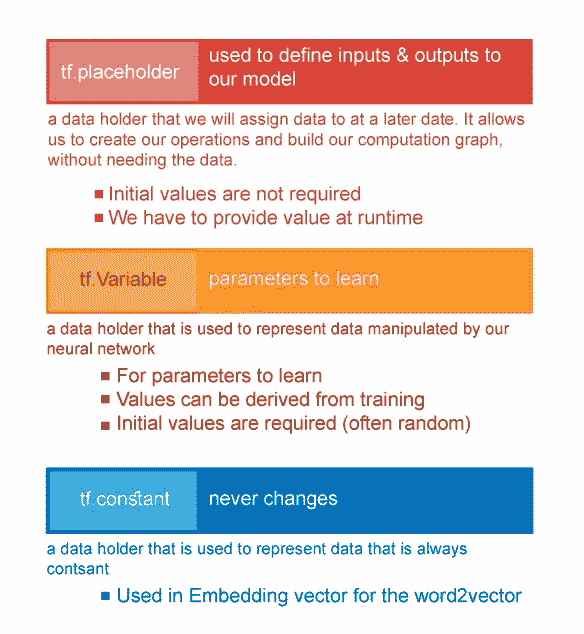 tf.placeholder
used to define inputs & outputs to
our model
a data holder that we will assign data to at a later date. It allows
us to create our operations and build our computation graph,
without needing the data.
■ Initial values are not required
■ We have to provide value at runtime
tf.Variable
parameters to learn
a data holder that is used to represent data manipulated by our
neural network
■ For parameters to learn
■ Values can be derived from training
■ Initial values are required (often random)
tf.constant
never changes
a data holder that is used to represent data that is always
contsant
■ Used in Embedding vector for the word2vector